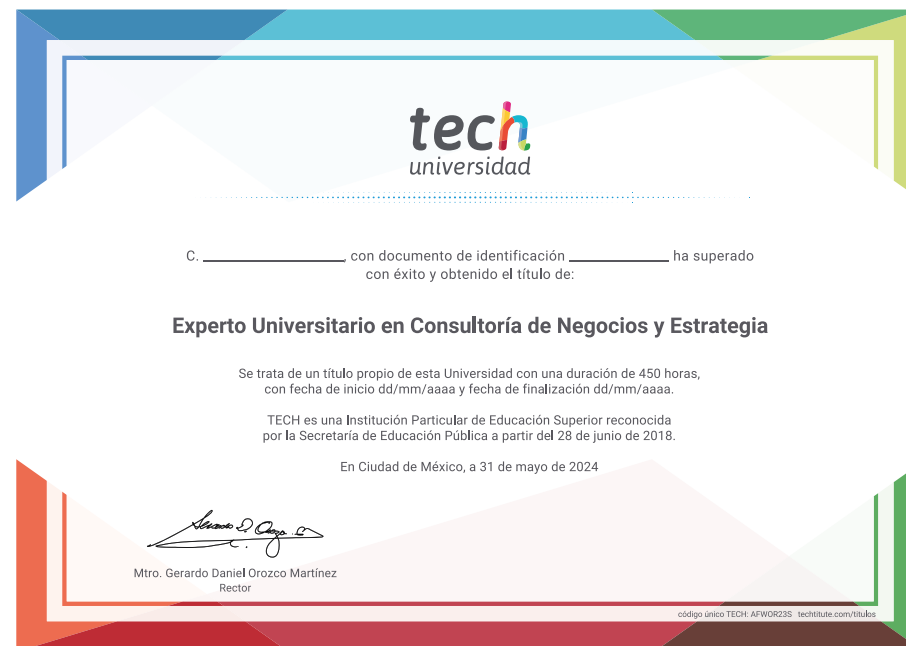 tech
universidad
C. ____________, con documento de identificación ____________ ha superado
con éxito y obtenido el título de:
Experto Universitario en Consultoría de Negocios y Estrategia
Se trata de un título propio de esta Universidad con una duración de 450 horas,
con fecha de inicio dd/mm/aaaa y fecha de finalización dd/mm/aaaa.
TECH es una Institución Particular de Educación Superior reconocida
por la Secretaría de Educación Pública a partir del 28 de junio de 2018.
En Ciudad de México, a 31 de mayo de 2024
Mtro. Gerardo Daniel Orozco Martínez
Rector
código único TECH: AFWOR23S techtitute.com/titulos